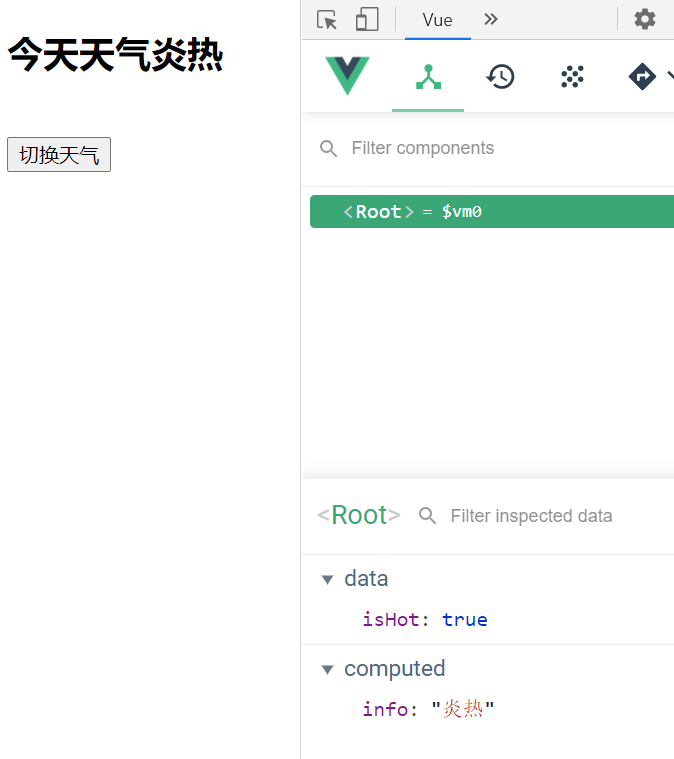 今天天气炎热
切换天气
Vue
Filter components
<Root> = $vm0
<Root> Filter inspected data
data
isHot: true
computed
info: "炎热"